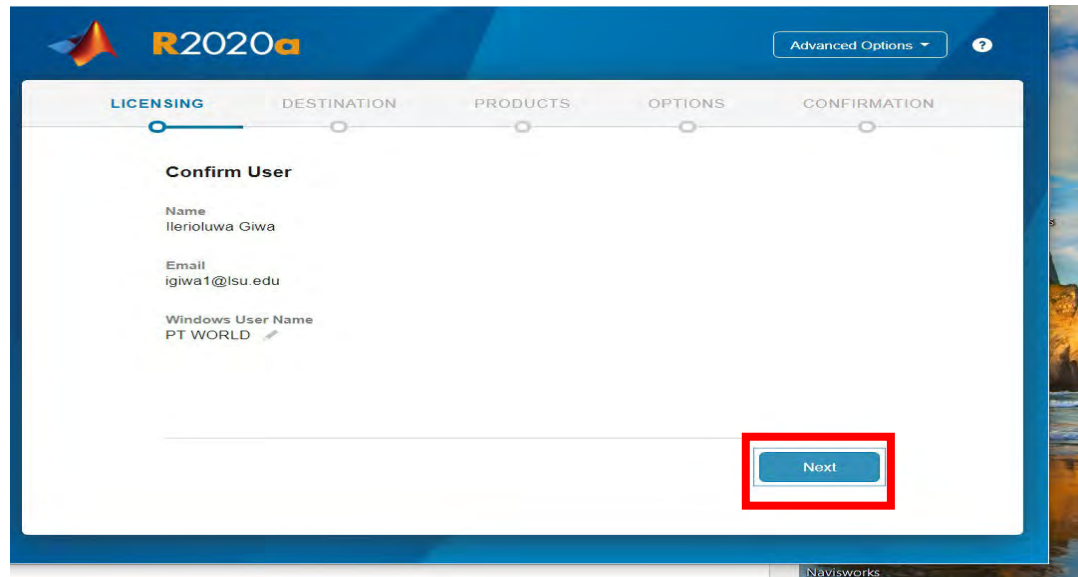 R2020a
Advanced Options
?
LICENSING DESTINATION PRODUCTS OPTIONS CONFIRMATION
Confirm User
Name
Ilerioluwa Giwa
Email
igiwa1@lsu.edu
Windows User Name
PT WORLD
Next
s
Navisworks